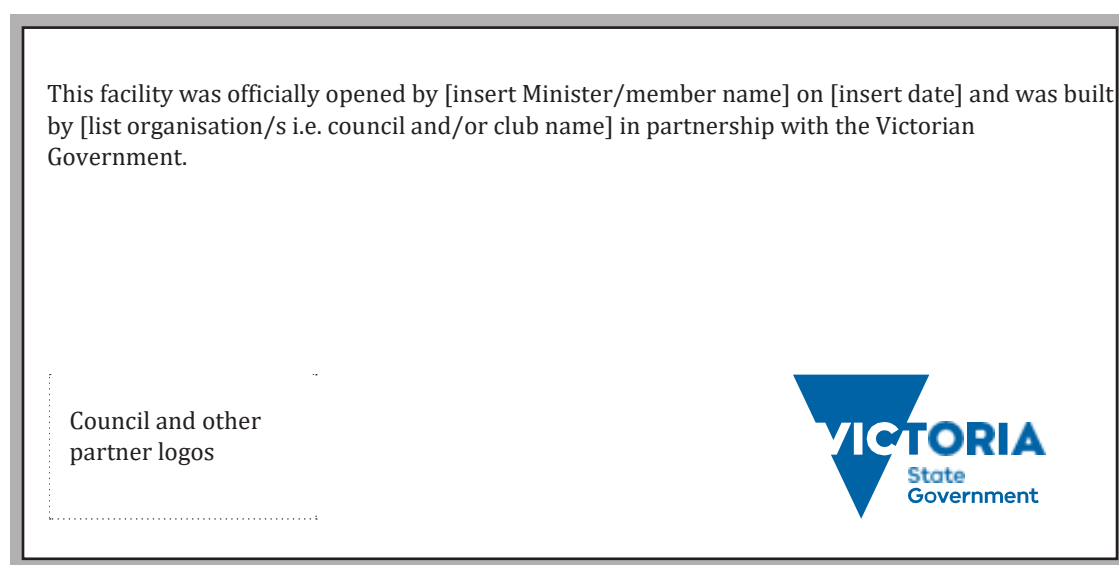 This facility was officially opened by [insert Minister/member name] on [insert date] and was built
by [list organisation/s i.e. council and/or club name] in partnership with the Victorian
Government.
Council and other
partner logos
VICTORIA
State
Government